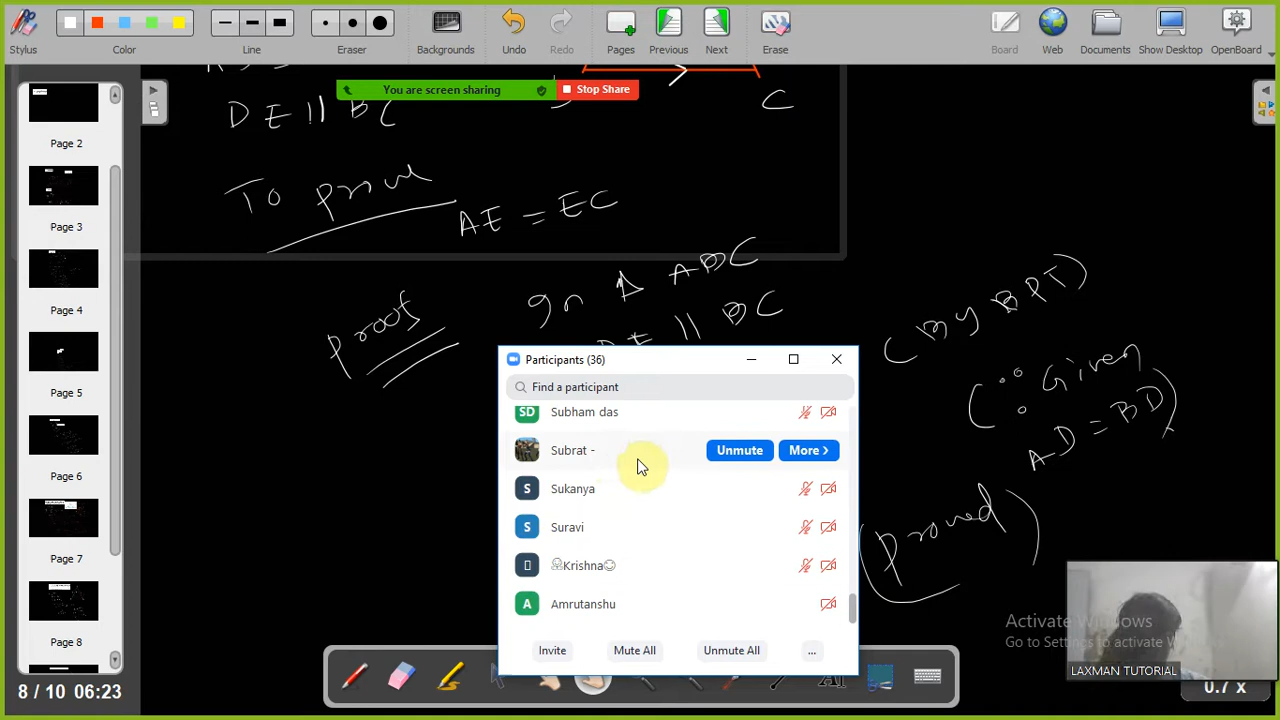 Stylus
Color
Line
Eraser
Backgrounds
Undo
Redo
Pages
Previous
Next
Erase
Board
Web
Documents
Show Desktop
OpenBoard
You are screen sharing
Stop Share
DE || BC
C
To prove
AE = EC
Proof
In Δ ABC
DE || BC
(By BPT)
(∵ Given
AD = BD)
(proved)
Page 2
Page 3
Page 4
Page 5
Page 6
Page 7
Page 8
Participants (36)
Find a participant
SD Subham das
Subrat -
Unmute
More >
S Sukanya
S Suravi
Krishna
A Amrutanshu
Invite
Mute All
Unmute All
...
Activate Windows
Go to Settings to activate Windows
LAXMAN TUTORIAL
8 / 10 06:23
0.7 x